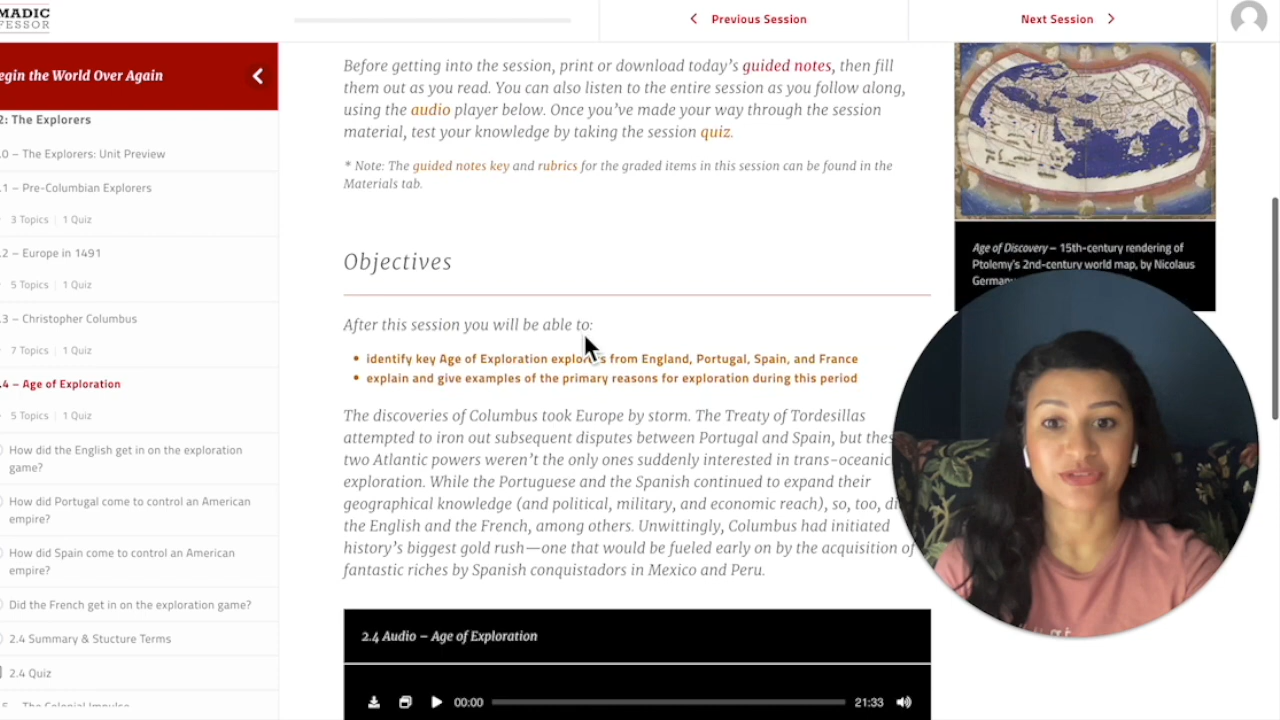 MADIC
FESSOR
Previous Session
Next Session
egin the World Over Again
2: The Explorers
.0 – The Explorers: Unit Preview
.1 – Pre-Columbian Explorers
3 Topics | 1 Quiz
.2 – Europe in 1491
5 Topics | 1 Quiz
.3 – Christopher Columbus
7 Topics | 1 Quiz
.4 – Age of Exploration
5 Topics | 1 Quiz
How did the English get in on the exploration
game?
How did Portugal come to control an American
empire?
How did Spain come to control an American
empire?
Did the French get in on the exploration game?
2.4 Summary & Stucture Terms
2.4 Quiz
The Colonial Impulse
Before getting into the session, print or download today's guided notes, then fill
them out as you read. You can also listen to the entire session as you follow along,
using the audio player below. Once you've made your way through the session
material, test your knowledge by taking the session quiz.
* Note: The guided notes key and rubrics for the graded items in this session can be found in the
Materials tab.
Objectives
After this session you will be able to:
• identify key Age of Exploration explorers from England, Portugal, Spain, and France
• explain and give examples of the primary reasons for exploration during this period
The discoveries of Columbus took Europe by storm. The Treaty of Tordesillas
attempted to iron out subsequent disputes between Portugal and Spain, but thes
two Atlantic powers weren't the only ones suddenly interested in trans-oceanic
exploration. While the Portuguese and the Spanish continued to expand their
geographical knowledge (and political, military, and economic reach), so, too, di
the English and the French, among others. Unwittingly, Columbus had initiated
history's biggest gold rush—one that would be fueled early on by the acquisition of
fantastic riches by Spanish conquistadors in Mexico and Peru.
2.4 Audio – Age of Exploration
00:00
21:33
Age of Discovery – 15th-century rendering of
Ptolemy's 2nd-century world map, by Nicolaus
German